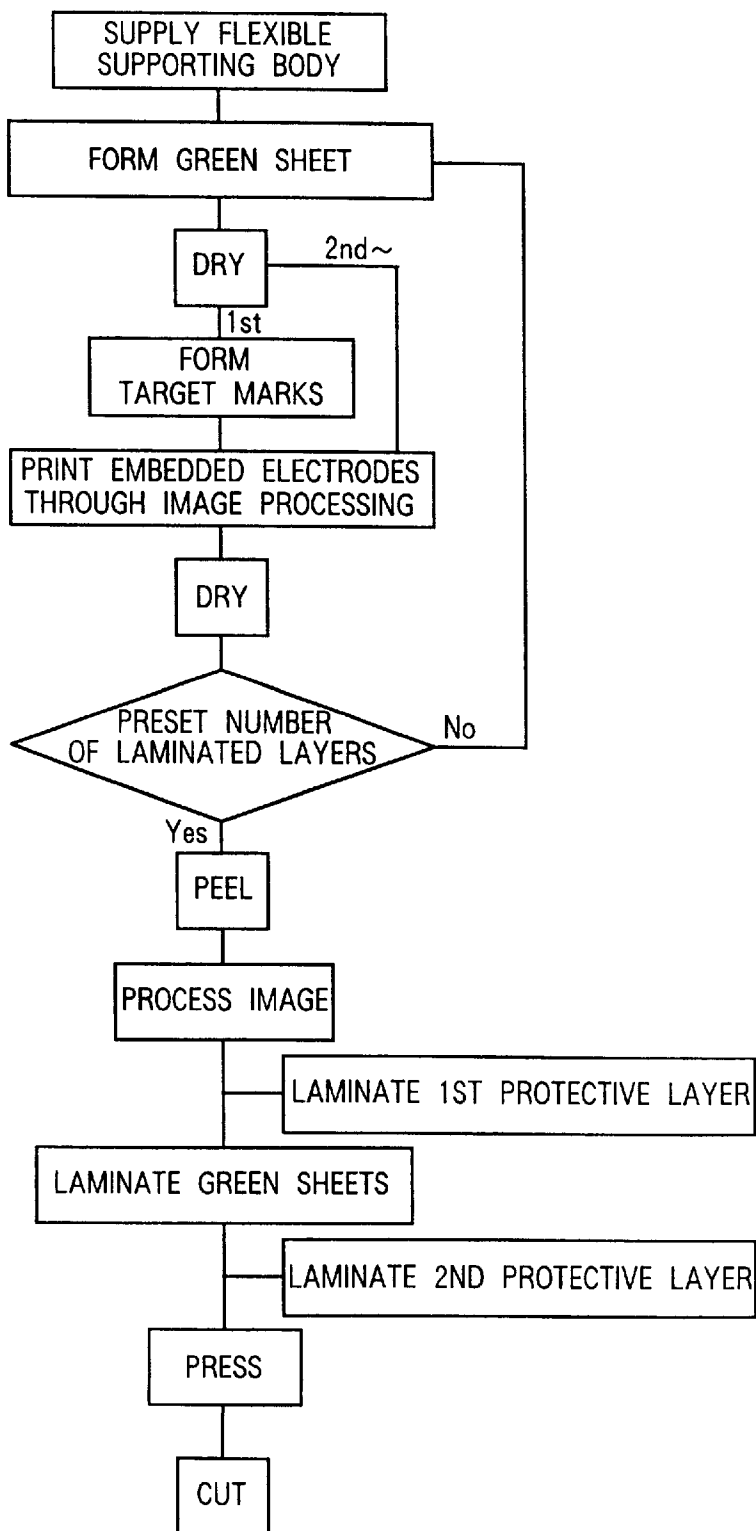 SUPPLY FLEXIBLE
SUPPORTING BODY
FORM GREEN SHEET
DRY
2nd~
1st
FORM
TARGET MARKS
PRINT EMBEDDED ELECTRODES
THROUGH IMAGE PROCESSING
DRY
PRESET NUMBER
OF LAMINATED LAYERS
No
Yes
PEEL
PROCESS IMAGE
LAMINATE 1ST PROTECTIVE LAYER
LAMINATE GREEN SHEETS
LAMINATE 2ND PROTECTIVE LAYER
PRESS
CUT